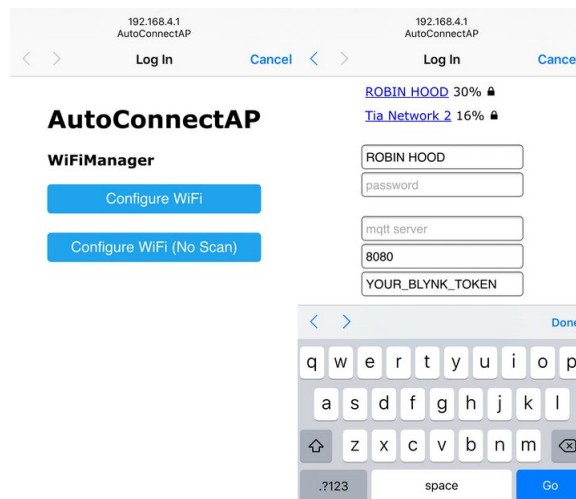 192.168.4.1
AutoConnectAP
Log In
Cancel
AutoConnectAP
WiFiManager
Configure WiFi
Configure WiFi (No Scan)
192.168.4.1
AutoConnectAP
Log In
Cance
ROBIN HOOD 30%
Tia Network 2 16%
ROBIN HOOD
password
mqtt server
8080
YOUR_BLYNK_TOKEN
Done
q w e r t y u i o p
a s d f g h j k l
z x c v b n m
.?123 space Go